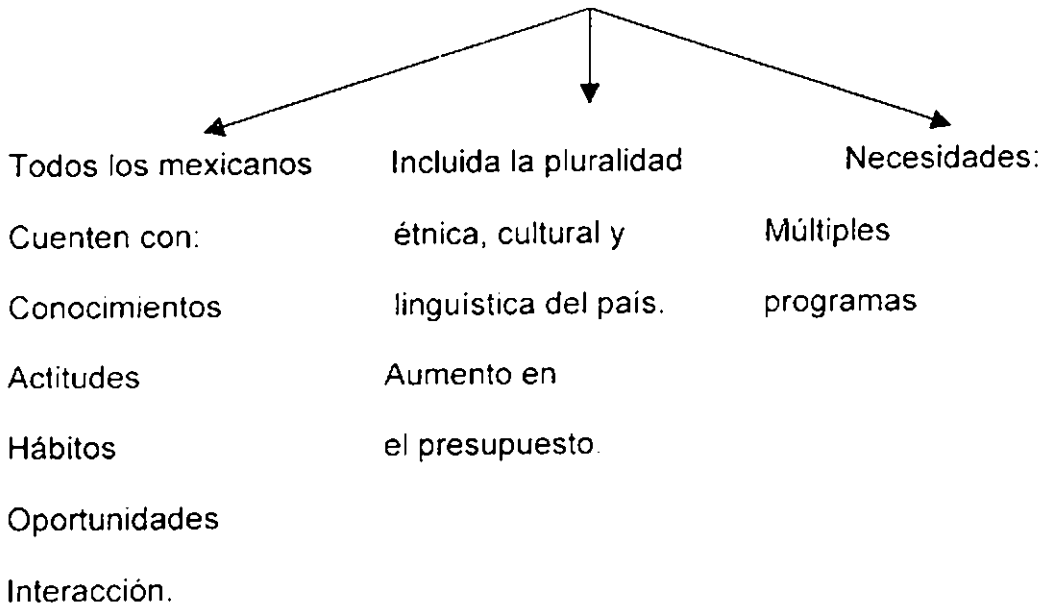 Todos los mexicanos
Cuenten con:
Conocimientos
Actitudes
Hábitos
Oportunidades
Interacción.
Incluida la pluralidad
étnica, cultural y
linguística del país.
Aumento en
el presupuesto.
Necesidades:
Múltiples
programas